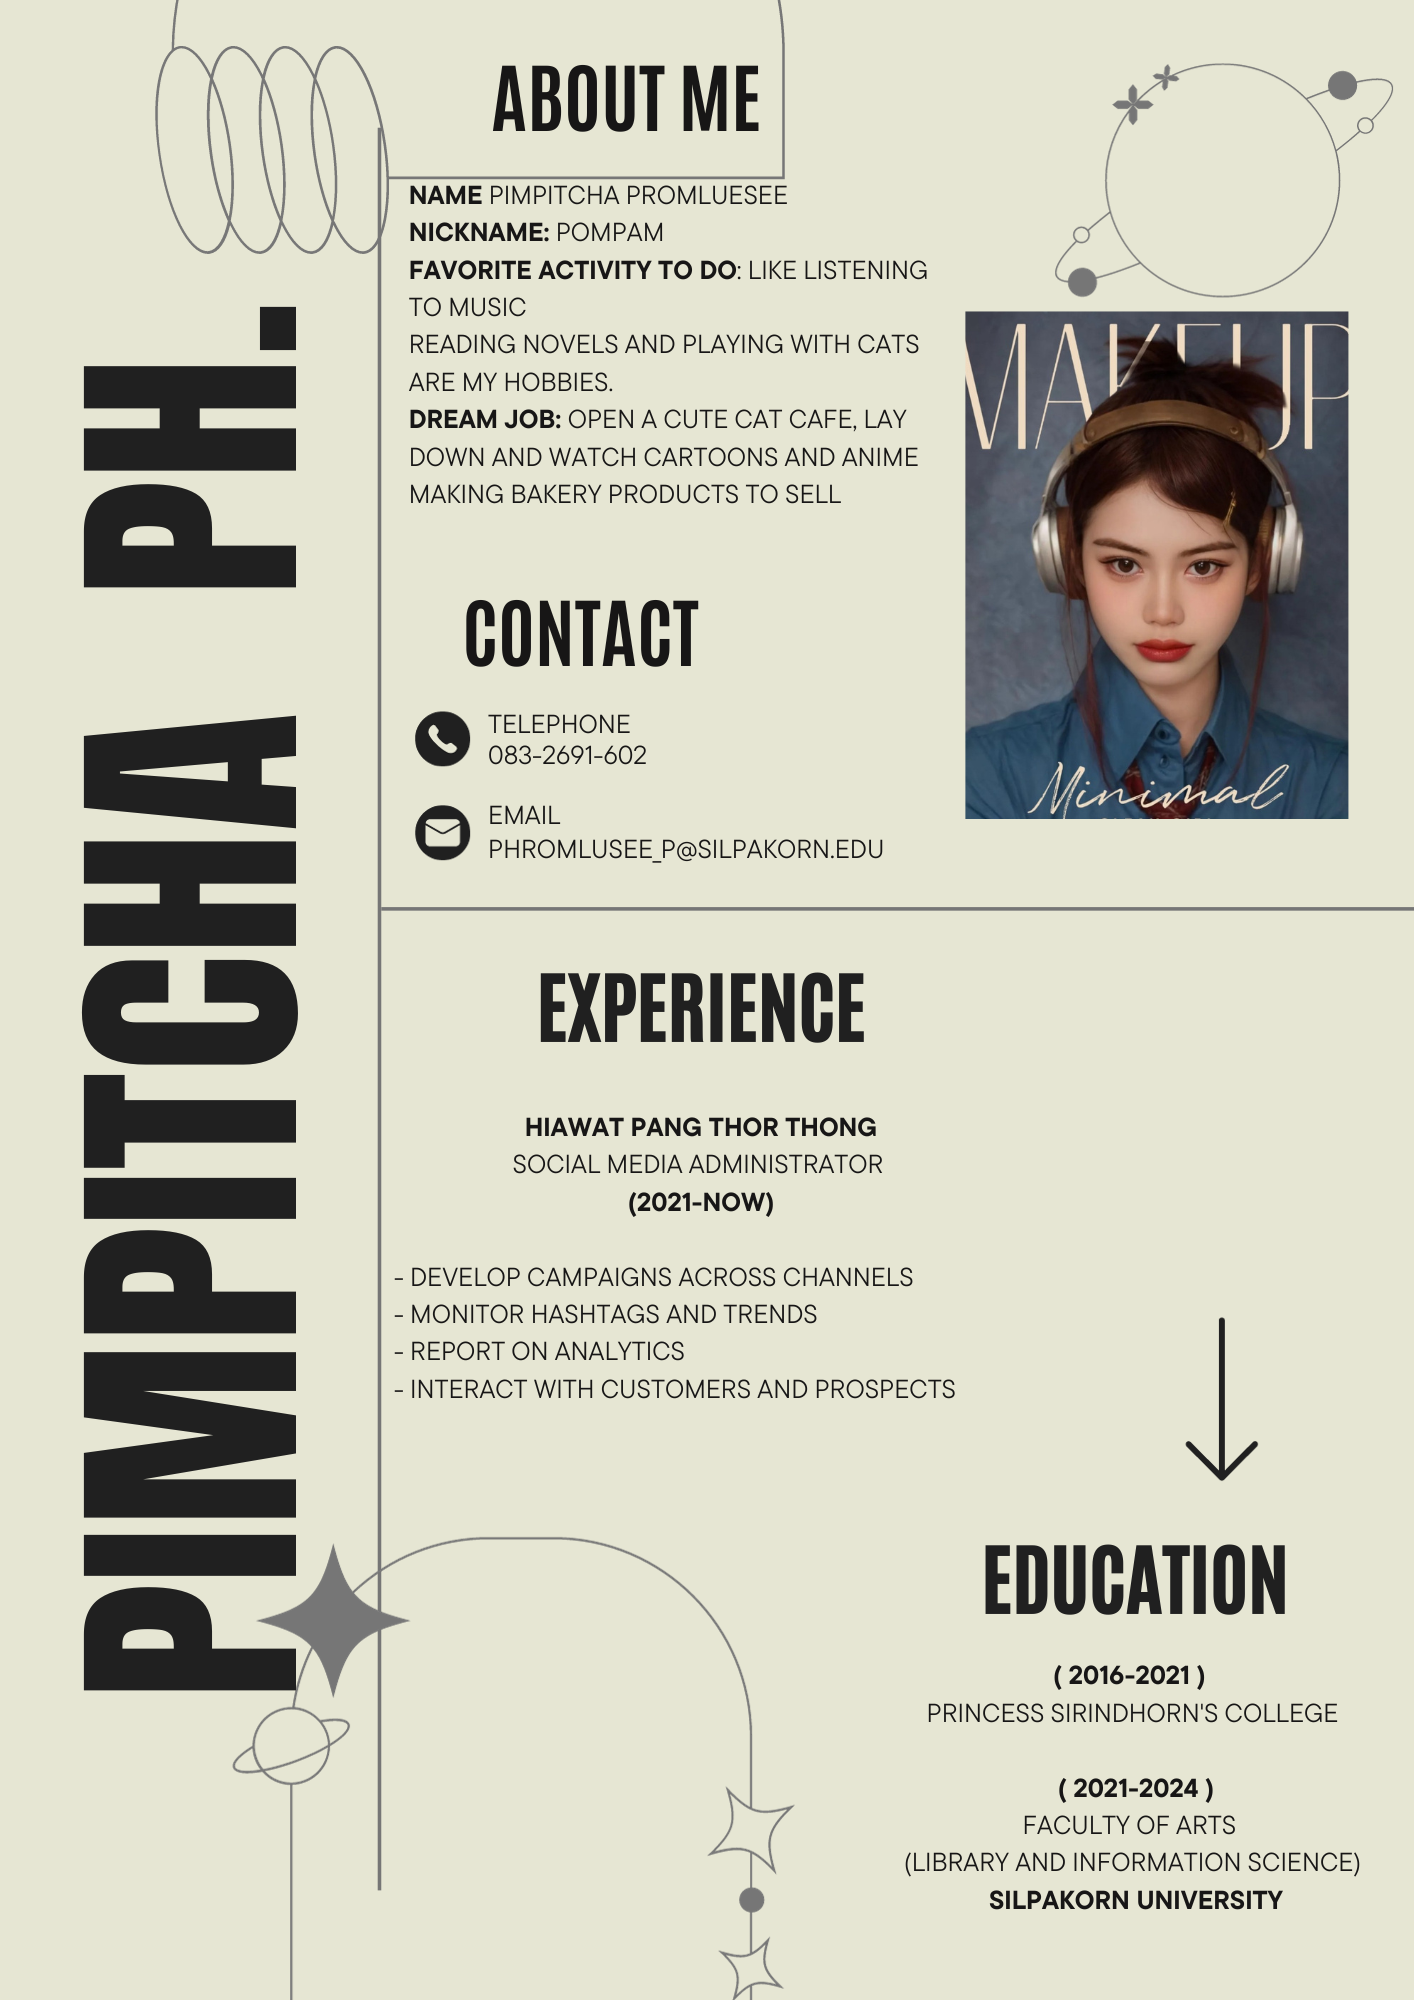 PIMPITCHA PH.
ABOUT ME
NAME PIMPITCHA PROMLUESEE
NICKNAME: POMPAM
FAVORITE ACTIVITY TO DO: LIKE LISTENING
TO MUSIC
READING NOVELS AND PLAYING WITH CATS
ARE MY HOBBIES.
DREAM JOB: OPEN A CUTE CAT CAFE, LAY
DOWN AND WATCH CARTOONS AND ANIME
MAKING BAKERY PRODUCTS TO SELL
MAKEUP
Minimal
CONTACT
TELEPHONE
083-2691-602
EMAIL
PHROMLUSEE_P@SILPAKORN.EDU
EXPERIENCE
HIAWAT PANG THOR THONG
SOCIAL MEDIA ADMINISTRATOR
(2021-NOW)
- DEVELOP CAMPAIGNS ACROSS CHANNELS
- MONITOR HASHTAGS AND TRENDS
- REPORT ON ANALYTICS
- INTERACT WITH CUSTOMERS AND PROSPECTS
EDUCATION
( 2016-2021 )
PRINCESS SIRINDHORN'S COLLEGE
( 2021-2024 )
FACULTY OF ARTS
(LIBRARY AND INFORMATION SCIENCE)
SILPAKORN UNIVERSITY